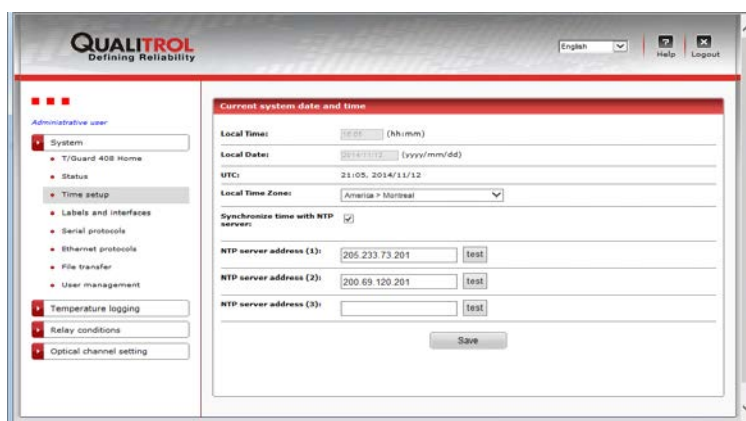 QUALITROL
Defining Reliability
English
Help
Logout
Administrative user
System
T/Guard 408 Home
Status
Time setup
Labels and interfaces
Serial protocols
Ethernet protocols
File transfer
User management
Temperature logging
Relay conditions
Optical channel setting
Current system date and time
Local Time: (hh:mm)
Local Date: 2014/11/12 (yyyy/mm/dd)
UTC: 21:05, 2014/11/12
Local Time Zone: America > Montreal
Synchronize time with NTP
server:
NTP server address (1): 205.233.73.201 test
NTP server address (2): 200.69.120.201 test
NTP server address (3): test
Save